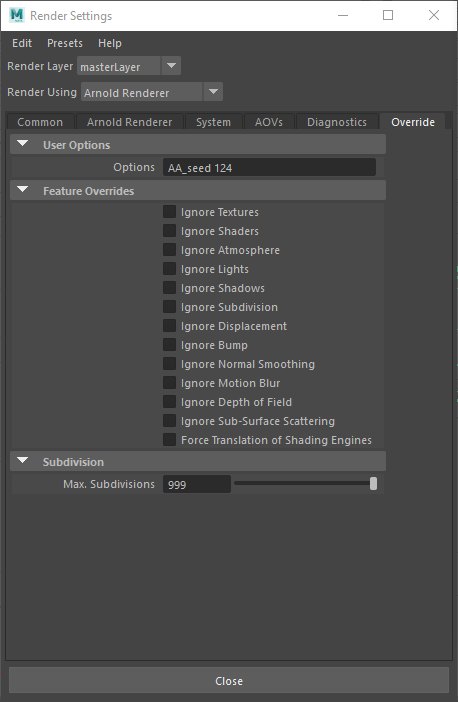 Render Settings
Edit Presets Help
Render Layer masterLayer
Render Using Arnold Renderer
Common Arnold Renderer System AOVs Diagnostics Override
User Options
Options AA_seed 124
Feature Overrides
Ignore Textures
Ignore Shaders
Ignore Atmosphere
Ignore Lights
Ignore Shadows
Ignore Subdivision
Ignore Displacement
Ignore Bump
Ignore Normal Smoothing
Ignore Motion Blur
Ignore Depth of Field
Ignore Sub-Surface Scattering
Force Translation of Shading Engines
Subdivision
Max. Subdivisions 999
Close